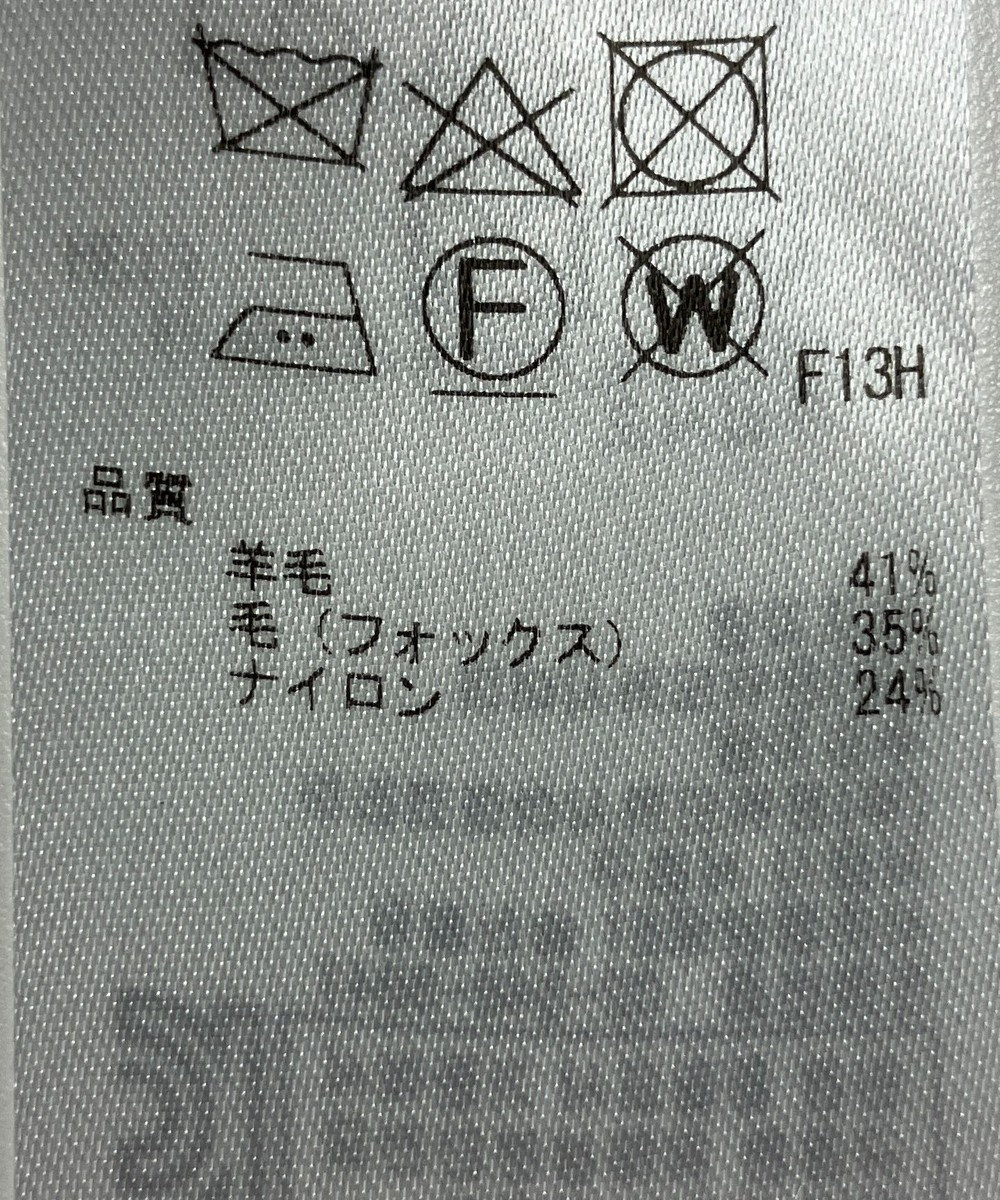 F W F13H
品質
羊毛 41%
毛(フォックス) 35%
ナイロン 24%